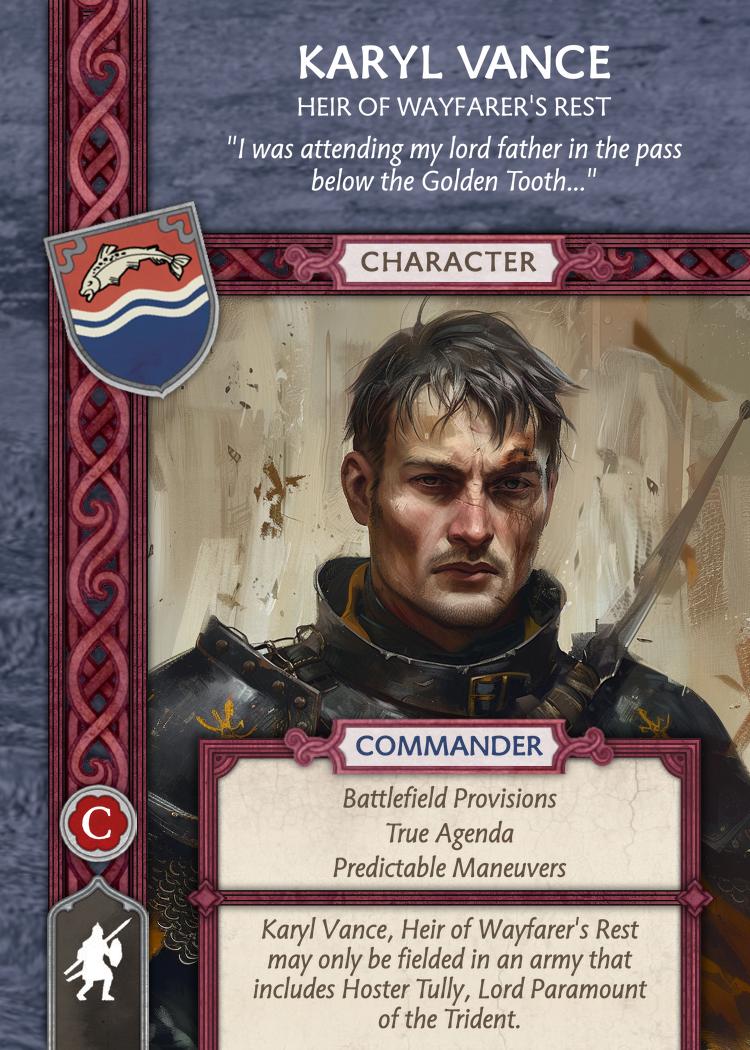 KARYL VANCE
HEIR OF WAYFARER'S REST
"I was attending my lord father in the pass
below the Golden Tooth..."
CHARACTER
COMMANDER
Battlefield Provisions
True Agenda
Predictable Maneuvers
C
Karyl Vance, Heir of Wayfarer's Rest
may only be fielded in an army that
includes Hoster Tully, Lord Paramount
of the Trident.